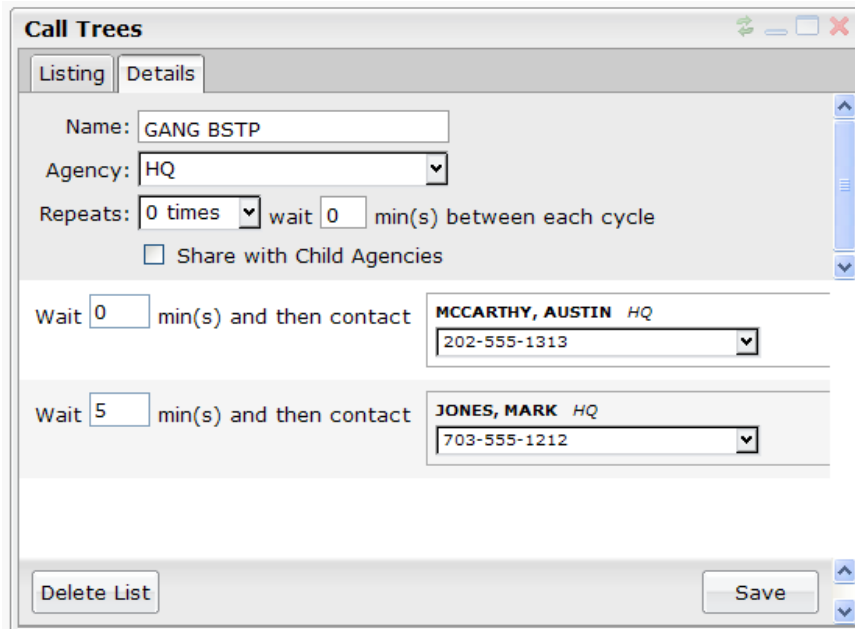 Call Trees
Listing Details
Name: GANG BSTP
Agency: HQ
Repeats: 0 times wait 0 min(s) between each cycle
Share with Child Agencies
Wait 0 min(s) and then contact MCCARTHY, AUSTIN HQ
202-555-1313
Wait 5 min(s) and then contact JONES, MARK HQ
703-555-1212
Delete List Save